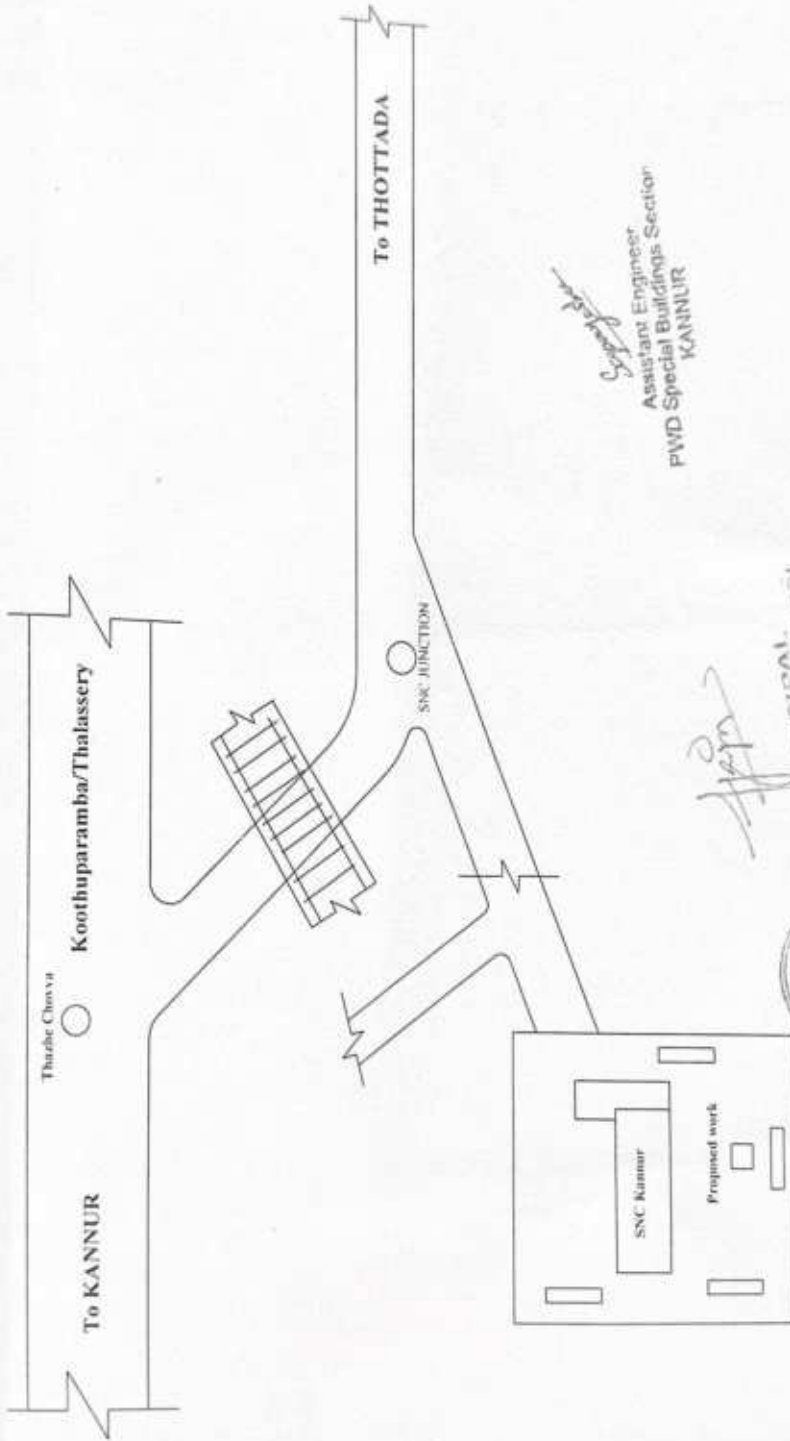 Thazhe Chovva
Koothuparamba/Thalassery
To KANNUR
To THOTTADA
SNC JUNCTION
SNC Kannur
Proposed work
Assistant Engineer
PWD Special Buildings Section
KANNUR